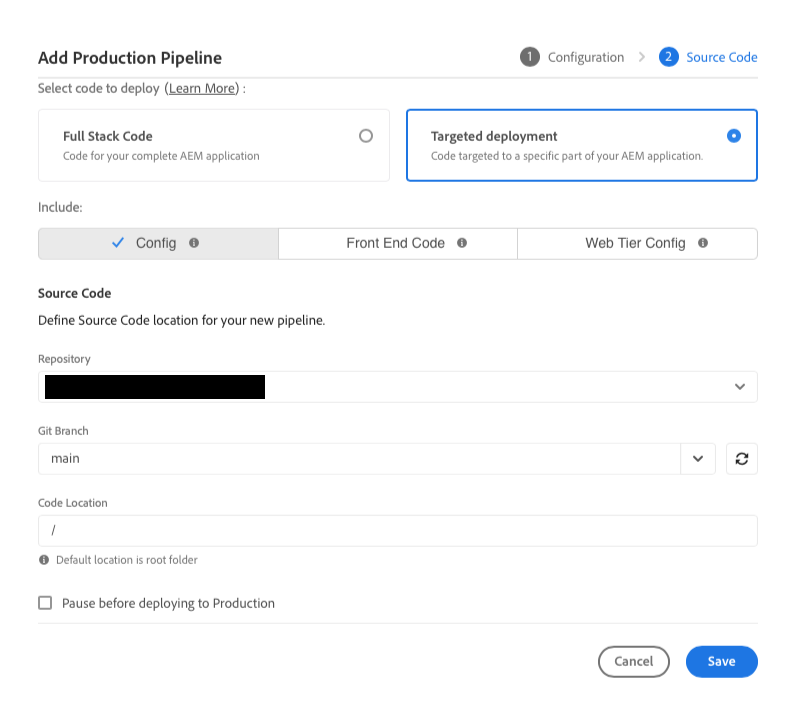 Add Production Pipeline 1 Configuration 2 Source Code
Select code to deploy (Learn More) :
Full Stack Code
Code for your complete AEM application
Targeted deployment
Code targeted to a specific part of your AEM application.
Include:
Config Front End Code Web Tier Config
Source Code
Define Source Code location for your new pipeline.
Repository
Git Branch
main
Code Location
/
Default location is root folder
Pause before deploying to Production
Cancel Save